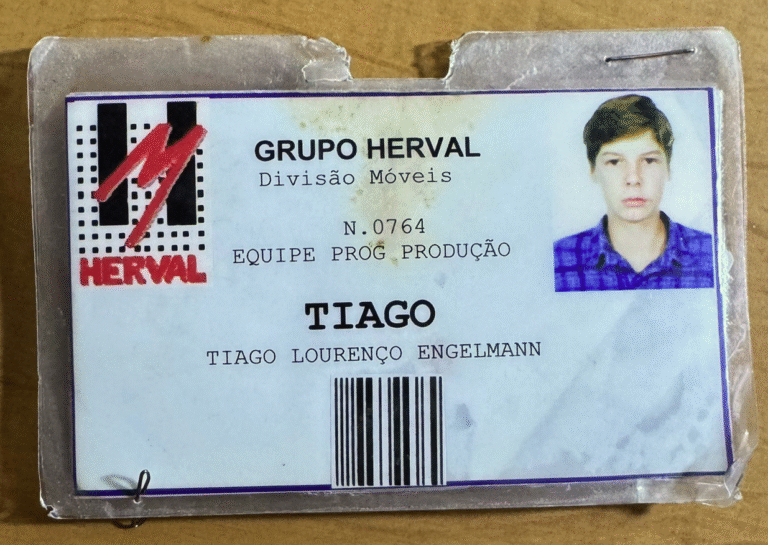 GRUPO HERVAL
Divisão Móveis
N.0764
EQUIPE PROG PRODUÇÃO
HERVAL
TIAGO
TIAGO LOURENÇO ENGELMANN